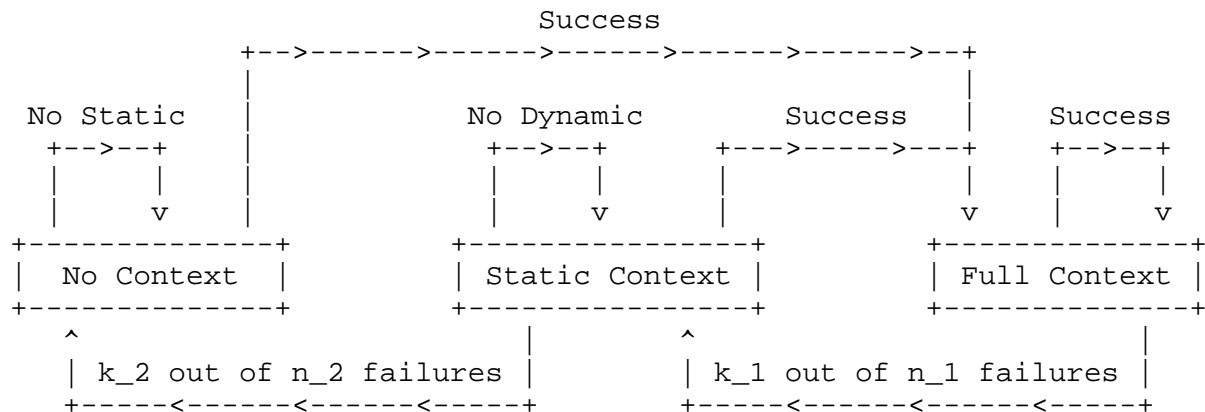 Success
No Static No Dynamic Success Success
No Context Static Context Full Context
k_2 out of n_2 failures k_1 out of n_1 failures